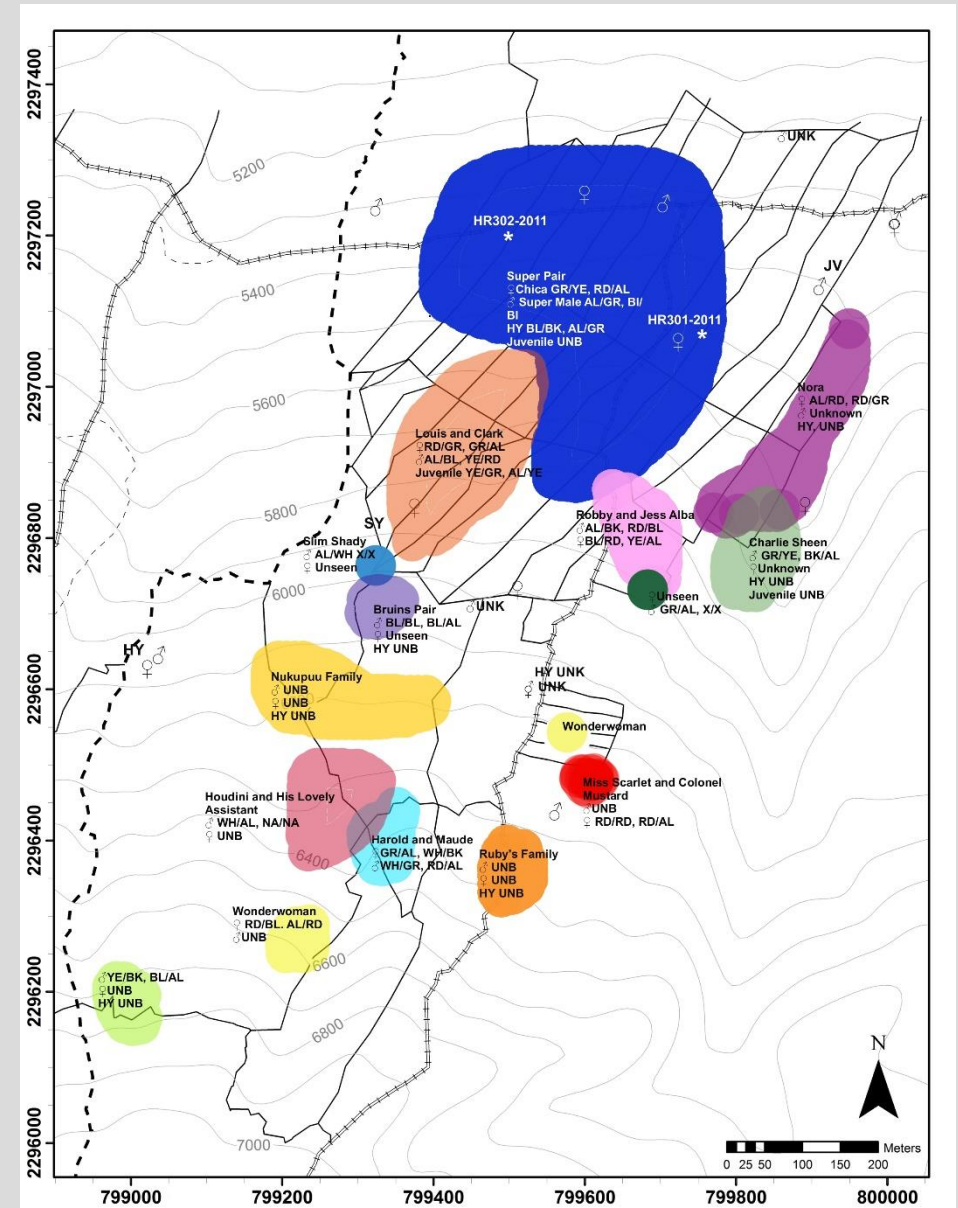 2297400
2297200
2297000
2296800
2296600
2296400
2296200
2296000
799000
799200
799400
799600
799800
800000
5200
5400
5600
5800
6000
6400
6600
6800
7000
♂UNK
HR302-2011
*
Super Pair
♀Chica GR/YE, RD/AL
♂ Super Male AL/GR, Bl/
Bl
HY BL/BK, AL/GR
Juvenile UNB
HR301-2011
*
JV
Nora
♀ AL/RD, RD/GR
♂ Unknown
HY, UNB
Louis and Clark
♀RD/GR, GR/AL
♂AL/BL, YE/RD
Juvenile YE/GR, AL/YE
SY
Slim Shady
♂ AL/WH X/X
♀ Unseen
Robby and Jess Alba
♂AL/BK, RD/BL
♀BL/RD, YE/AL
Charlie Sheen
♂ GR/YE, BK/AL
♀Unknown
HY UNB
Juvenile UNB
♀Unseen
♂ GR/AL, X/X
Bruins Pair
♂ BL/BL, BL/AL
♀ Unseen
HY UNB
♂UNK
HY
Nukupuu Family
♂ UNB
♀ UNB
HY UNB
HY UNK
UNK
Wonderwoman
Miss Scarlet and Colonel
Mustard
♂UNB
♀ RD/RD, RD/AL
Houdini and His Lovely
Assistant
♂ WH/AL, NA/NA
♀ UNB
Harold and Maude
GR/AL, WH/BK
♂WH/GR, RD/AL
Ruby's Family
♂ UNB
♀ UNB
HY UNB
Wonderwoman
♀ RD/BL. AL/RD
♂UNB
♂YE/BK, BL/AL
♀UNB
HY UNB
N
Meters
0 25 50 100 150 200